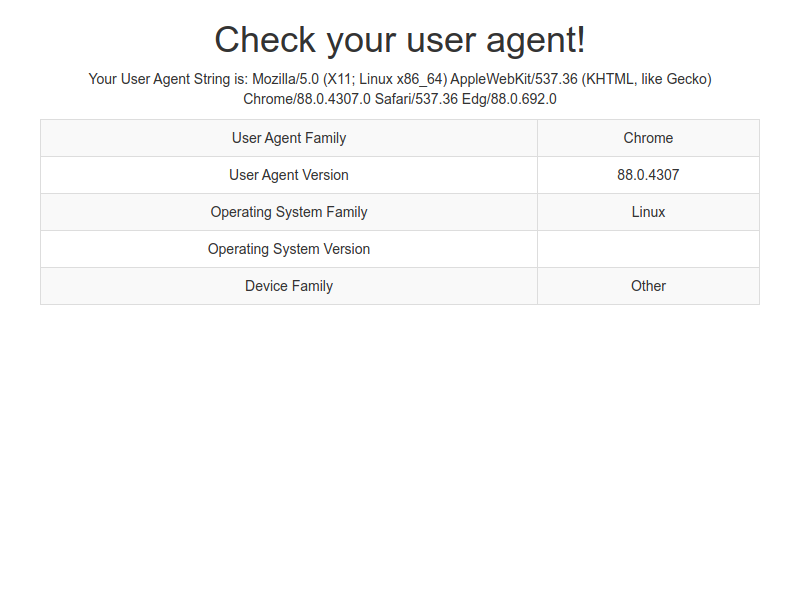 Check your user agent!
Your User Agent String is: Mozilla/5.0 (X11; Linux x86_64) AppleWebKit/537.36 (KHTML, like Gecko)
Chrome/88.0.4307.0 Safari/537.36 Edg/88.0.692.0
User Agent Family Chrome
User Agent Version 88.0.4307
Operating System Family Linux
Operating System Version
Device Family Other